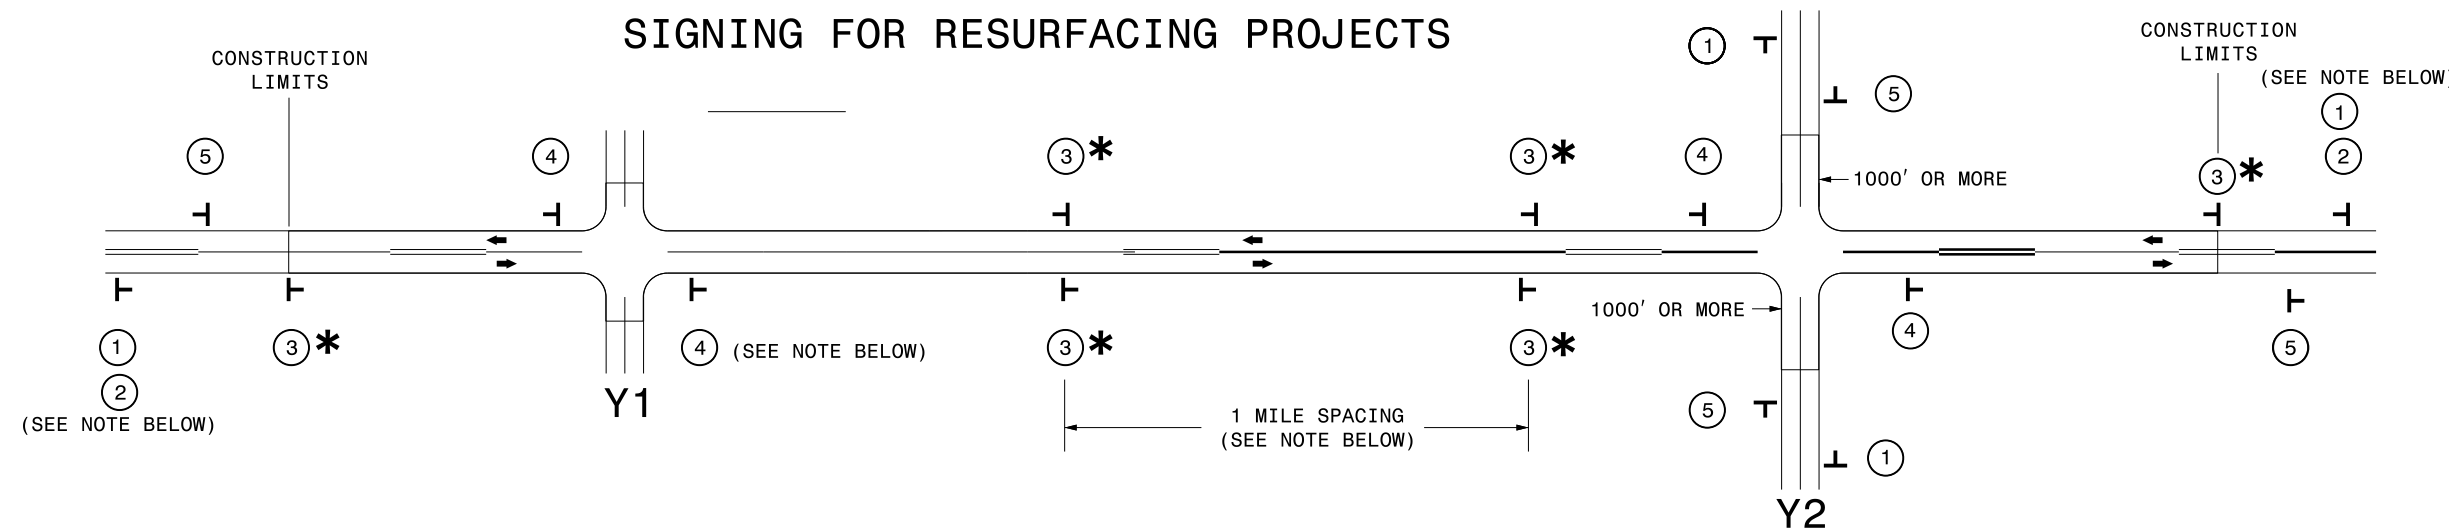 SIGNING FOR RESURFACING PROJECTS
CONSTRUCTION
LIMITS
CONSTRUCTION
LIMITS
(SEE NOTE BELOW)
1
1
5
2
5
4
3*
3*
4
3*
1000' OR MORE
1000' OR MORE
1
2
(SEE NOTE BELOW)
3*
4 (SEE NOTE BELOW)
3*
3*
4
5
Y1
1 MILE SPACING
(SEE NOTE BELOW)
5
1
Y2